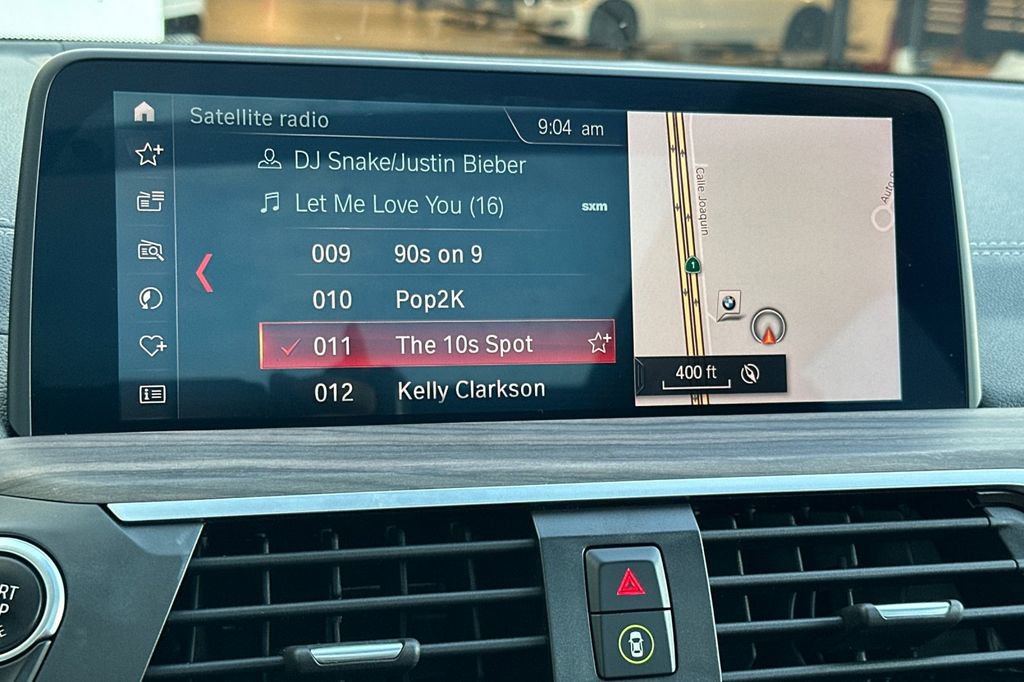 Satellite radio
9:04 am
DJ Snake/Justin Bieber
Let Me Love You (16)
sxm
009 90s on 9
010 Pop2K
011 The 10s Spot
012 Kelly Clarkson
Calle Joaquin
Auto
1
400 ft